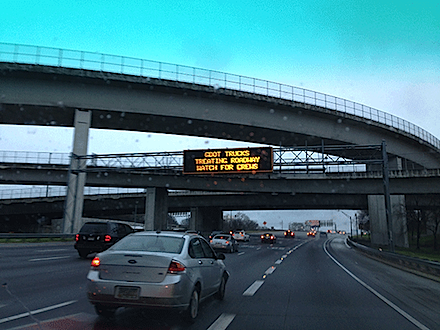 GDOT TRUCKS
TREATING ROADWAY
WATCH FOR CREWS